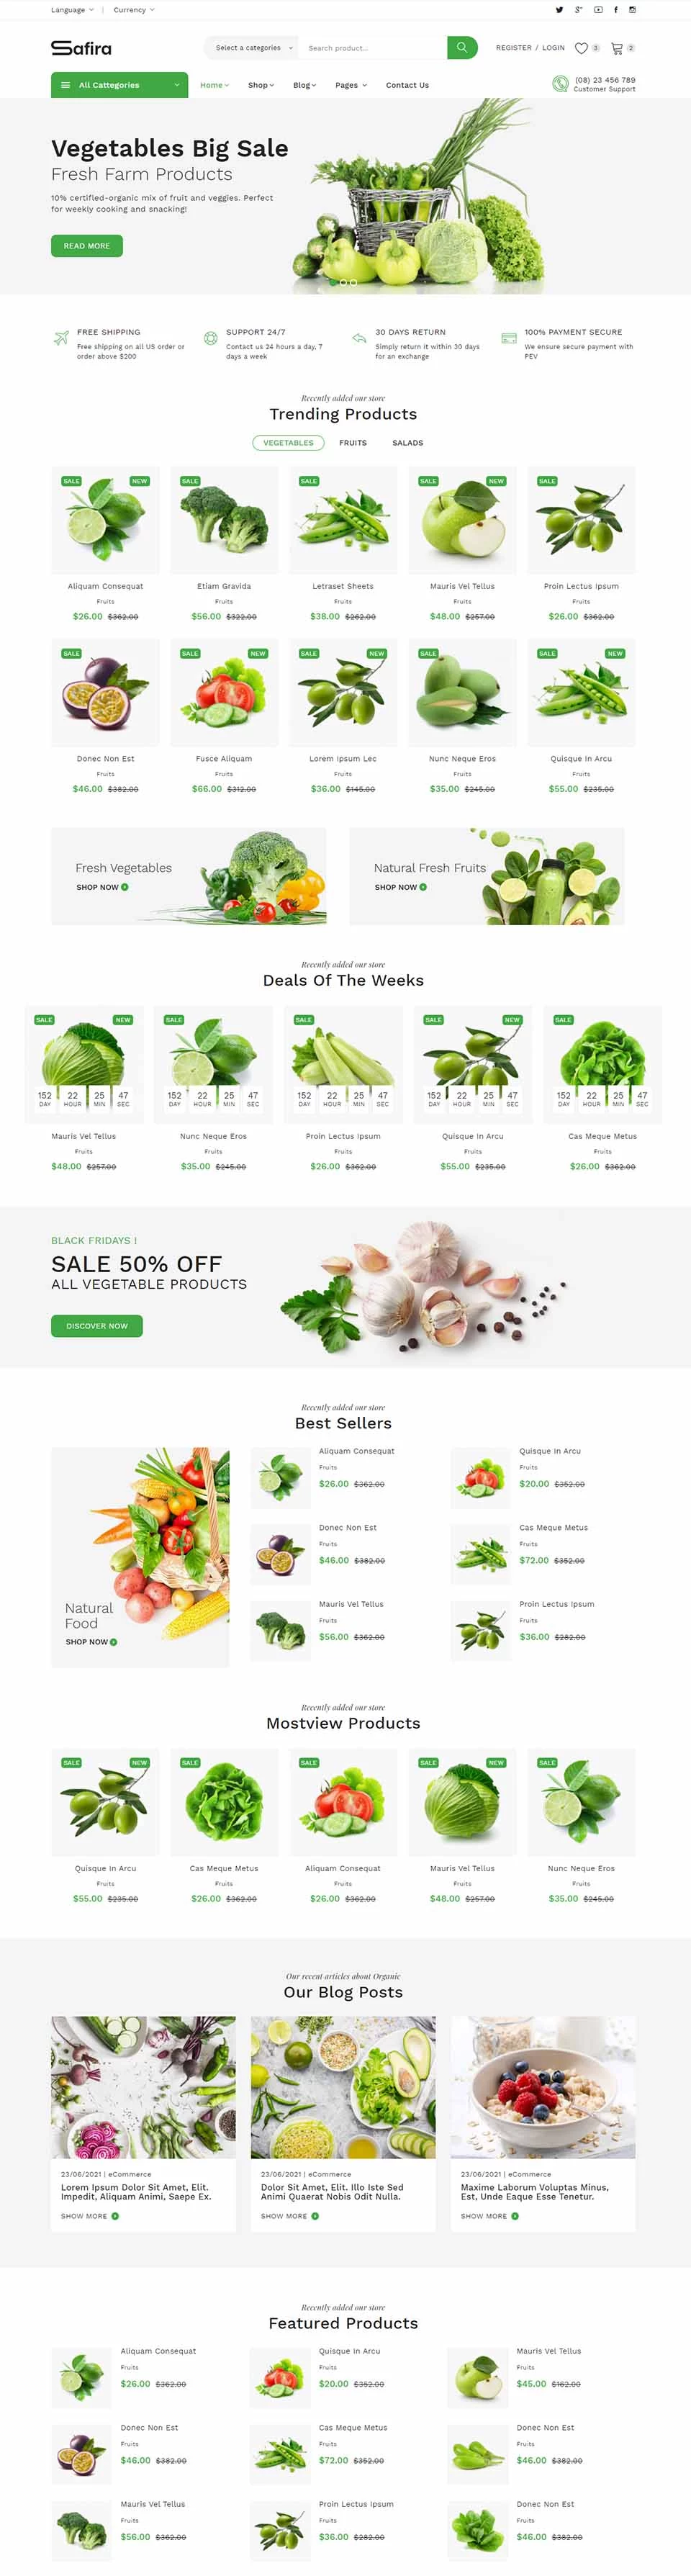 Language
Currency
Safira
Select a categories
Search product...
REGISTER / LOGIN
3
2
All Cattegories
Home
Shop
Blog
Pages
Contact Us
(08) 23 456 789
Customer Support
Vegetables Big Sale
Fresh Farm Products
10% certified-organic mix of fruit and veggies. Perfect
for weekly cooking and snacking!
READ MORE
FREE SHIPPING
Free shipping on all US order or
order above $200
SUPPORT 24/7
Contact us 24 hours a day, 7
days a week
30 DAYS RETURN
Simply return it within 30 days
for an exchange
100% PAYMENT SECURE
We ensure secure payment with
PEV
Recently added our store
Trending Products
VEGETABLES
FRUITS
SALADS
SALE NEW SALE SALE SALE NEW SALE
Aliquam Consequat Etiam Gravida Letraset Sheets Mauris Vel Tellus Proin Lectus Ipsum
Fruits Fruits Fruits Fruits Fruits
$26.00 $362.00 $56.00 $322.00 $38.00 $262.00 $48.00 $257.00 $26.00 $362.00
SALE SALE NEW SALE NEW SALE SALE NEW
Donec Non Est Fusce Aliquam Lorem Ipsum Lec Nunc Neque Eros Quisque In Arcu
Fruits Fruits Fruits Fruits Fruits
$46.00 $382.00 $66.00 $312.00 $36.00 $145.00 $35.00 $245.00 $55.00 $235.00
Fresh Vegetables
SHOP NOW
Natural Fresh Fruits
SHOP NOW
Recently added our store
Deals Of The Weeks
SALE NEW SALE SALE SALE NEW SALE
152 22 25 47 152 22 25 47 152 22 25 47 152 22 25 47 152 22 25 47
DAY HOUR MIN SEC DAY HOUR MIN SEC DAY HOUR MIN SEC DAY HOUR MIN SEC DAY HOUR MIN SEC
Mauris Vel Tellus Nunc Neque Eros Proin Lectus Ipsum Quisque In Arcu Cas Meque Metus
Fruits Fruits Fruits Fruits Fruits
$48.00 $257.00 $35.00 $245.00 $26.00 $362.00 $55.00 $235.00 $26.00 $362.00
BLACK FRIDAYS !
SALE 50% OFF
ALL VEGETABLE PRODUCTS
DISCOVER NOW
Recently added our store
Best Sellers
Natural
Food
SHOP NOW
Aliquam Consequat
Fruits
$26.00 $362.00
Donec Non Est
Fruits
$46.00 $382.00
Mauris Vel Tellus
Fruits
$56.00 $362.00
Quisque In Arcu
Fruits
$20.00 $352.00
Cas Meque Metus
Fruits
$72.00 $352.00
Proin Lectus Ipsum
Fruits
$36.00 $282.00
Recently added our store
Mostview Products
SALE NEW SALE SALE SALE NEW SALE
Quisque In Arcu Cas Meque Metus Aliquam Consequat Mauris Vel Tellus Nunc Neque Eros
Fruits Fruits Fruits Fruits Fruits
$55.00 $235.00 $26.00 $362.00 $26.00 $362.00 $48.00 $257.00 $35.00 $245.00
Our recent articles about Organic
Our Blog Posts
23/06/2021 | eCommerce
Lorem Ipsum Dolor Sit Amet, Elit.
Impedit, Aliquam Animi, Saepe Ex.
SHOW MORE
23/06/2021 | eCommerce
Dolor Sit Amet, Elit. Illo Iste Sed
Animi Quaerat Nobis Odit Nulla.
SHOW MORE
23/06/2021 | eCommerce
Maxime Laborum Voluptas Minus,
Est, Unde Eaque Esse Tenetur.
SHOW MORE
Recently added our store
Featured Products
Aliquam Consequat
Fruits
$26.00 $362.00
Donec Non Est
Fruits
$46.00 $382.00
Mauris Vel Tellus
Fruits
$56.00 $362.00
Quisque In Arcu
Fruits
$20.00 $352.00
Cas Meque Metus
Fruits
$72.00 $352.00
Proin Lectus Ipsum
Fruits
$36.00 $282.00
Mauris Vel Tellus
Fruits
$45.00 $162.00
Donec Non Est
Fruits
$46.00 $382.00
Donec Non Est
Fruits
$46.00 $382.00